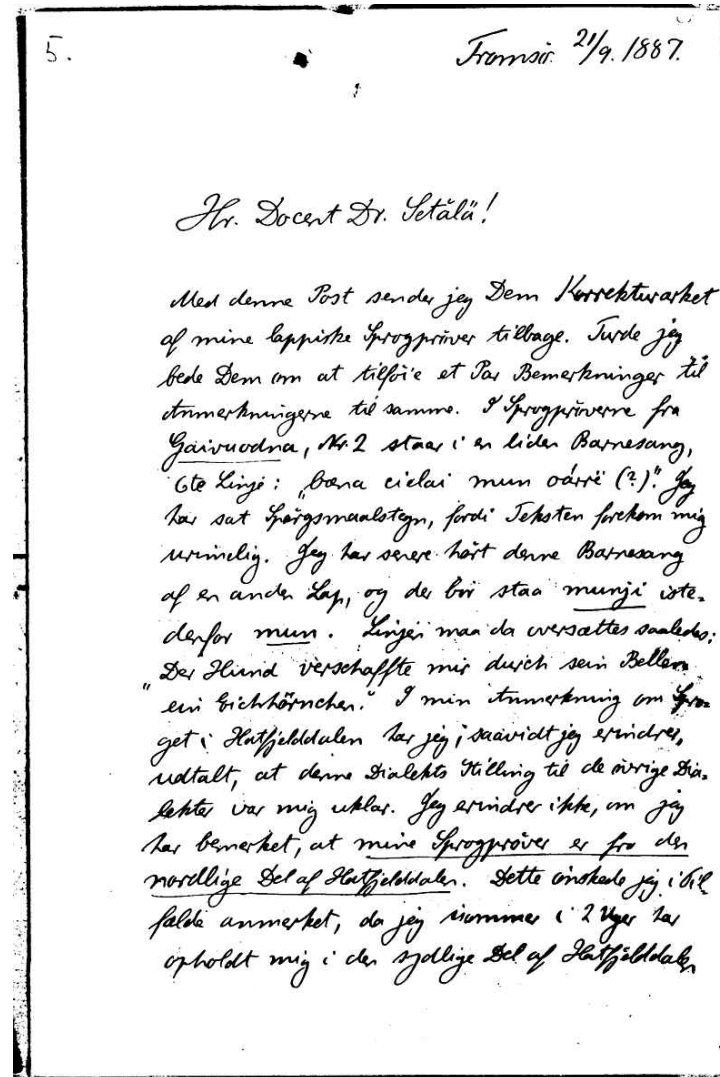 5.
Tromsø. 21/9. 1887.
Hr. Docent Dr. Setälä!
Med denne Post sender jeg Dem Korrekturarket
af mine lappiske Sprogprøver tilbage. Turde jeg
bede Dem om at tilføie et Par Bemerkninger til
Anmerkningerne til samme. I Sprogprøverne fra
Gaivuodna, Nr. 2 staar i en liden Barnesang,
6te Linje: „bæna cielai mun oárrë (?)". Jeg
har sat Spørgsmaalstegn, fordi Teksten forekom mig
urimelig. Jeg har senere hørt denne Barnesang
af en anden Lap, og der bør staa munji iste-
denfor mun. Linjen maa da oversættes saaledes:
„Der Hund verschaffte mir durch sein Bellen
ein Eichhörnchen." I min Anmerkning om Spro-
get i Hatfjelddalen har jeg, saavidt jeg erindrer,
udtalt, at denne Dialekts Stilling til de øvrige Dia-
lekter var mig uklar. Jeg erindrer ikke, om jeg
har bemerket, at mine Sprogprøver er fra den
nordlige Del af Hatfjelddalen. Dette ønskede jeg i Til-
fælde anmerket, da jeg isommer i 2 Uger har
opholdt mig i den sydlige Del af Hatfjelddalen